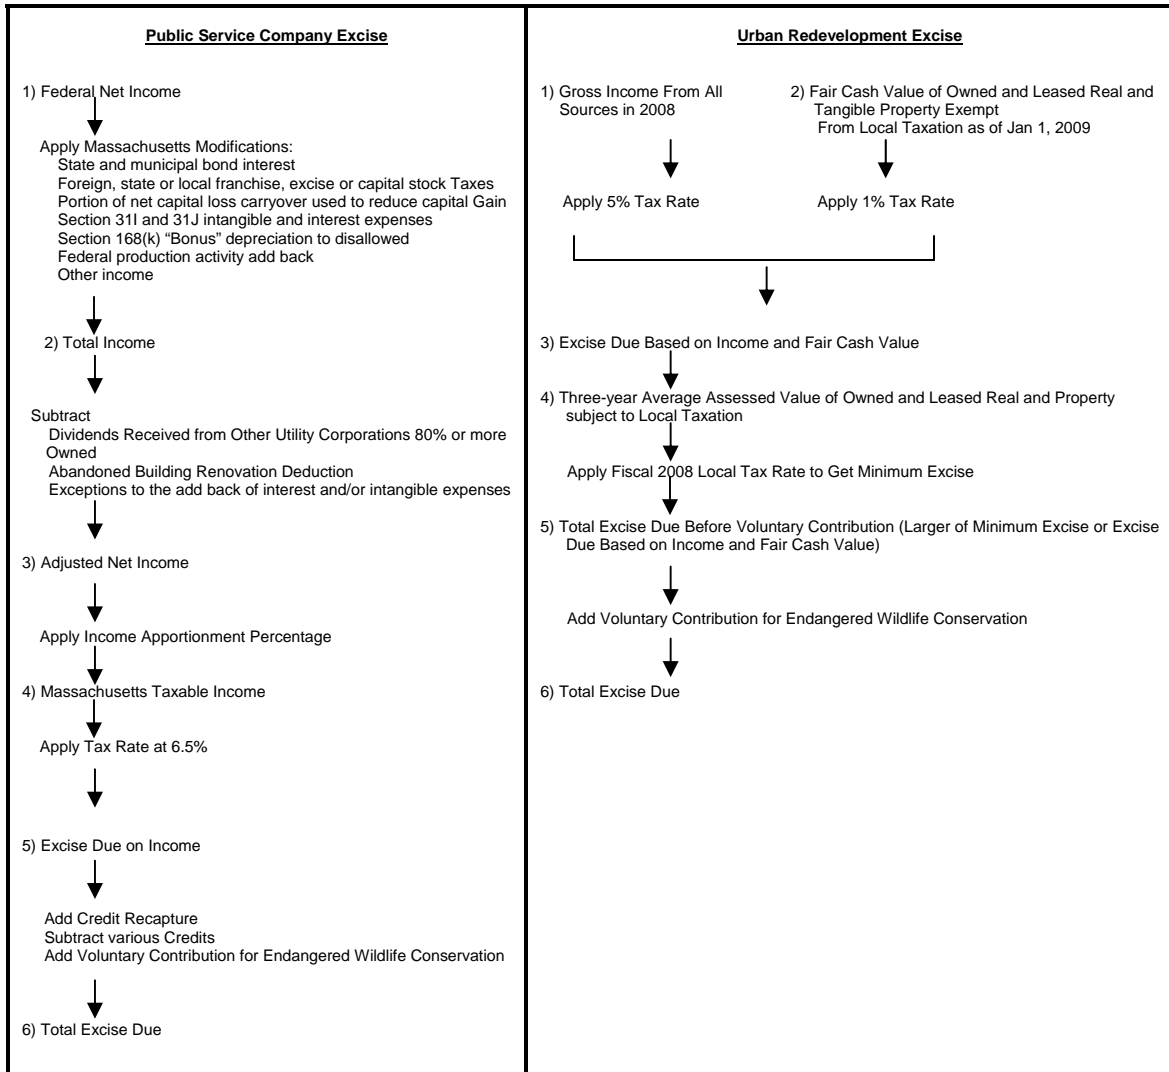 Public Service Company Excise
1) Federal Net Income
Apply Massachusetts Modifications:
State and municipal bond interest
Foreign, state or local franchise, excise or capital stock Taxes
Portion of net capital loss carryover used to reduce capital Gain
Section 31I and 31J intangible and interest expenses
Section 168(k) “Bonus” depreciation to disallowed
Federal production activity add back
Other income
2) Total Income
Subtract
Dividends Received from Other Utility Corporations 80% or more
Owned
Abandoned Building Renovation Deduction
Exceptions to the add back of interest and/or intangible expenses
3) Adjusted Net Income
Apply Income Apportionment Percentage
4) Massachusetts Taxable Income
Apply Tax Rate at 6.5%
5) Excise Due on Income
Add Credit Recapture
Subtract various Credits
Add Voluntary Contribution for Endangered Wildlife Conservation
6) Total Excise Due
Urban Redevelopment Excise
1) Gross Income From All
Sources in 2008
2) Fair Cash Value of Owned and Leased Real and
Tangible Property Exempt
From Local Taxation as of Jan 1, 2009
Apply 5% Tax Rate
Apply 1% Tax Rate
3) Excise Due Based on Income and Fair Cash Value
4) Three-year Average Assessed Value of Owned and Leased Real and Property
subject to Local Taxation
Apply Fiscal 2008 Local Tax Rate to Get Minimum Excise
5) Total Excise Due Before Voluntary Contribution (Larger of Minimum Excise or Excise
Due Based on Income and Fair Cash Value)
Add Voluntary Contribution for Endangered Wildlife Conservation
6) Total Excise Due